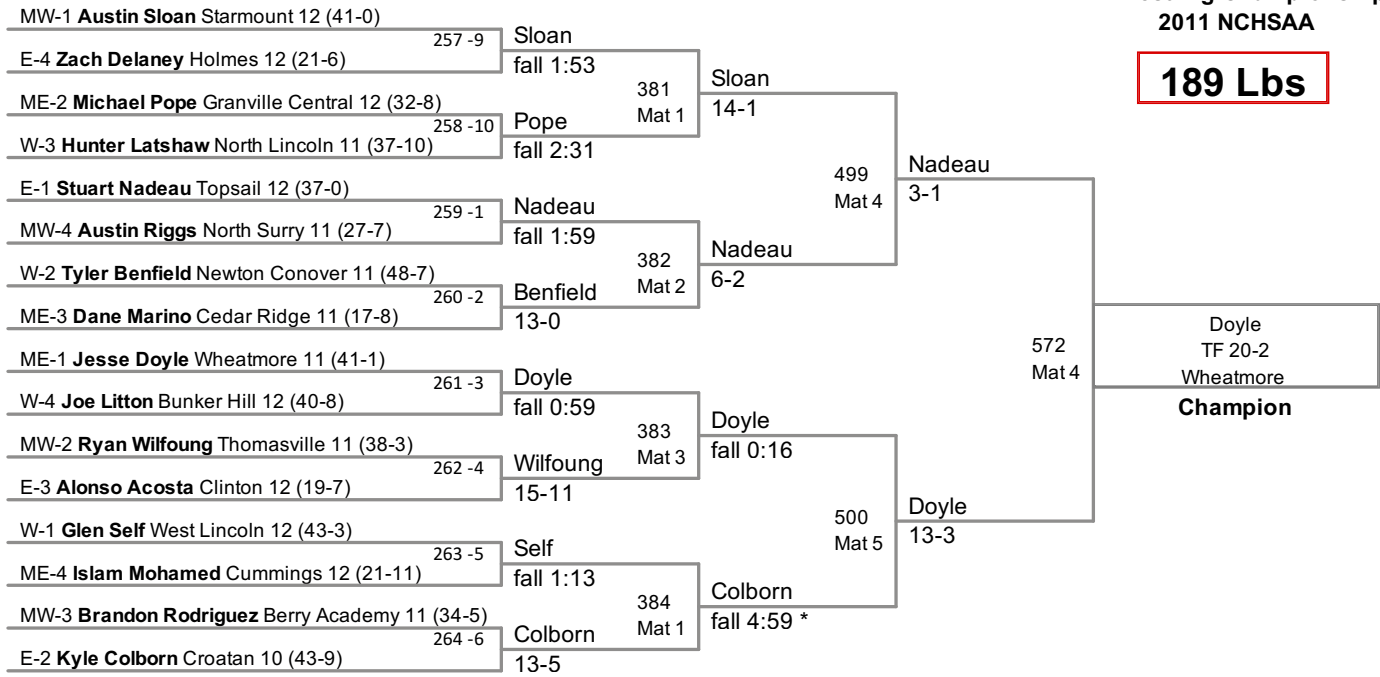 2011 NCHSAA
189 Lbs
MW-1 Austin Sloan Starmount 12 (41-0)
257 -9
E-4 Zach Delaney Holmes 12 (21-6)
ME-2 Michael Pope Granville Central 12 (32-8)
258 -10
W-3 Hunter Latshaw North Lincoln 11 (37-10)
E-1 Stuart Nadeau Topsail 12 (37-0)
259 -1
MW-4 Austin Riggs North Surry 11 (27-7)
W-2 Tyler Benfield Newton Conover 11 (48-7)
260 -2
ME-3 Dane Marino Cedar Ridge 11 (17-8)
ME-1 Jesse Doyle Wheatmore 11 (41-1)
261 -3
W-4 Joe Litton Bunker Hill 12 (40-8)
MW-2 Ryan Wilfoung Thomasville 11 (38-3)
262 -4
E-3 Alonso Acosta Clinton 12 (19-7)
W-1 Glen Self West Lincoln 12 (43-3)
263 -5
ME-4 Islam Mohamed Cummings 12 (21-11)
MW-3 Brandon Rodriguez Berry Academy 11 (34-5)
264 -6
E-2 Kyle Colborn Croatan 10 (43-9)
Sloan
fall 1:53
381
Mat 1
Pope
fall 2:31
Nadeau
fall 1:59
382
Mat 2
Benfield
13-0
Doyle
fall 0:59
383
Mat 3
Wilfoung
15-11
Self
fall 1:13
384
Mat 1
Colborn
13-5
Sloan
14-1
499
Mat 4
Nadeau
6-2
Doyle
fall 0:16
500
Mat 5
Colborn
fall 4:59 *
Nadeau
3-1
572
Mat 4
Doyle
13-3
Doyle
TF 20-2
Wheatmore
Champion